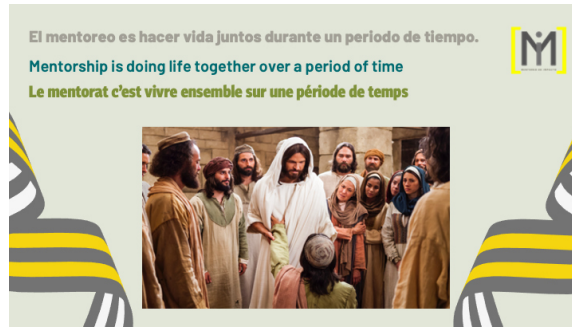 El mentoreo es hacer vida juntos durante un periodo de tiempo.
Mentorship is doing life together over a period of time
Le mentorat c’est vivre ensemble sur une période de temps